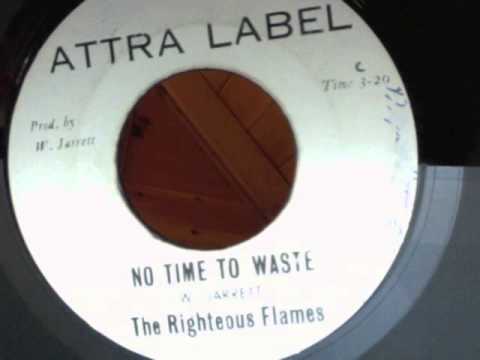 ATTRA LABEL
c
Time 3-20
Prod. by
W. Jarrett
NO TIME TO WASTE
W. JARRETT
The Righteous Flames